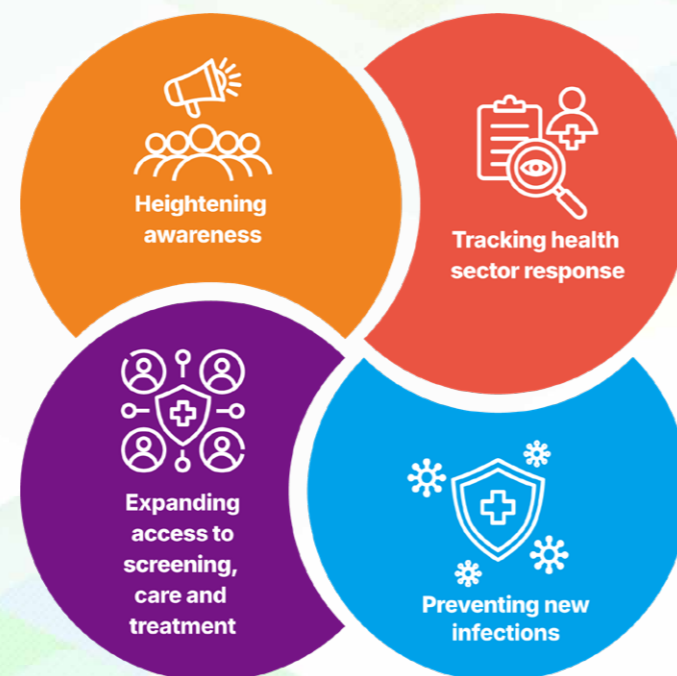 Heightening
awareness
Tracking health
sector response
Expanding
access to
screening,
care and
treatment
Preventing new
infections